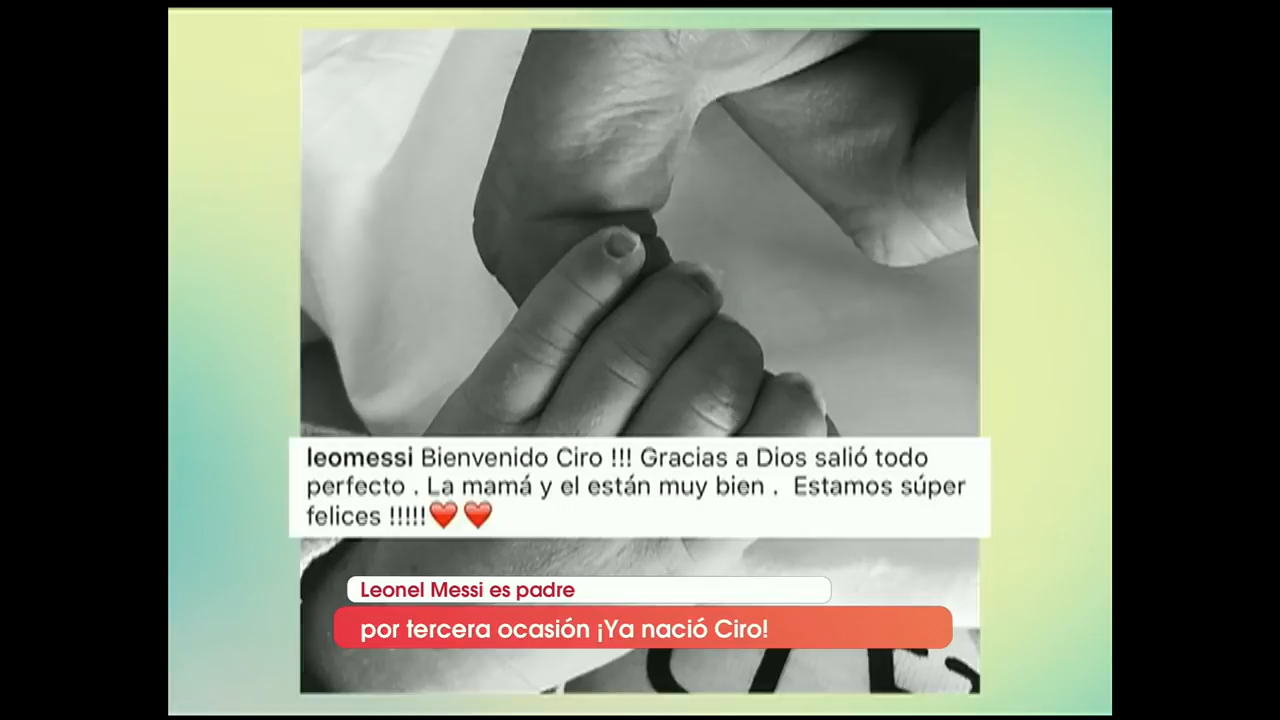 leomessi Bienvenido Ciro !!! Gracias a Dios salió todo
perfecto . La mamá y el están muy bien .  Estamos súper
felices !!!!!❤️ ❤️
Leonel Messi es padre
por tercera ocasión ¡Ya nació Ciro!